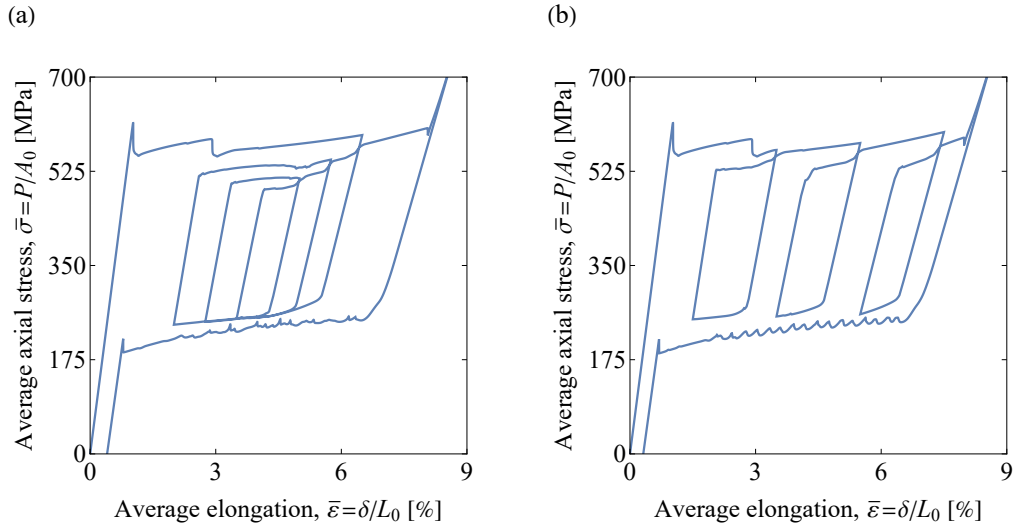 (a)
Average axial stress, σ̄=P/A₀ [MPa]
700
525
350
175
0
0 3 6 9
Average elongation, ε̄=δ/L₀ [%]
(b)
Average axial stress, σ̄=P/A₀ [MPa]
700
525
350
175
0
0 3 6 9
Average elongation, ε̄=δ/L₀ [%]